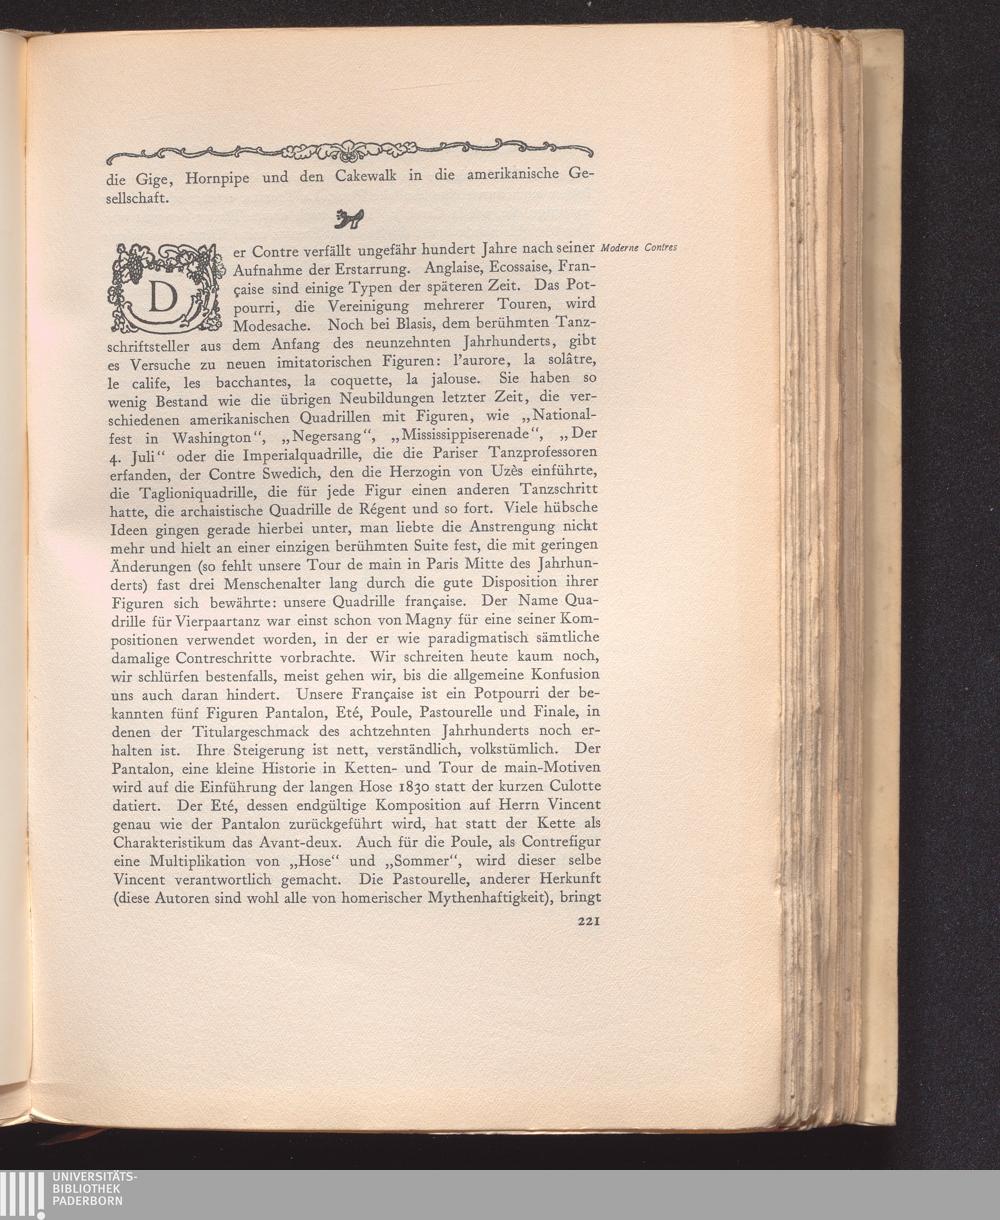 die Gige, Hornpipe und den Cakewalk in die amerikanische Ge-
sellschaft.
Moderne Contres
Der Contre verfällt ungefähr hundert Jahre nach seiner
Aufnahme der Erstarrung. Anglaise, Ecossaise, Fran-
çaise sind einige Typen der späteren Zeit. Das Pot-
pourri, die Vereinigung mehrerer Touren, wird
Modesache. Noch bei Blasis, dem berühmten Tanz-
schriftsteller aus dem Anfang des neunzehnten Jahrhunderts, gibt
es Versuche zu neuen imitatorischen Figuren: l'aurore, la solâtre,
le calife, les bacchantes, la coquette, la jalouse. Sie haben so
wenig Bestand wie die übrigen Neubildungen letzter Zeit, die ver-
schiedenen amerikanischen Quadrillen mit Figuren, wie „National-
fest in Washington“, „Negersang“, „Mississippiserenade“, „Der
4. Juli“ oder die Imperialquadrille, die die Pariser Tanzprofessoren
erfanden, der Contre Swedich, den die Herzogin von Uzès einführte,
die Taglioniquadrille, die für jede Figur einen anderen Tanzschritt
hatte, die archaistische Quadrille de Régent und so fort. Viele hübsche
Ideen gingen gerade hierbei unter, man liebte die Anstrengung nicht
mehr und hielt an einer einzigen berühmten Suite fest, die mit geringen
Änderungen (so fehlt unsere Tour de main in Paris Mitte des Jahrhun-
derts) fast drei Menschenalter lang durch die gute Disposition ihrer
Figuren sich bewährte: unsere Quadrille française. Der Name Qua-
drille für Vierpaartanz war einst schon von Magny für eine seiner Kom-
positionen verwendet worden, in der er wie paradigmatisch sämtliche
damalige Contreschritte vorbrachte. Wir schreiten heute kaum noch,
wir schlürfen bestenfalls, meist gehen wir, bis die allgemeine Konfusion
uns auch daran hindert. Unsere Française ist ein Potpourri der be-
kannten fünf Figuren Pantalon, Eté, Poule, Pastourelle und Finale, in
denen der Titulargeschmack des achtzehnten Jahrhunderts noch er-
halten ist. Ihre Steigerung ist nett, verständlich, volkstümlich. Der
Pantalon, eine kleine Historie in Ketten- und Tour de main-Motiven
wird auf die Einführung der langen Hose 1830 statt der kurzen Culotte
datiert. Der Eté, dessen endgültige Komposition auf Herrn Vincent
genau wie der Pantalon zurückgeführt wird, hat statt der Kette als
Charakteristikum das Avant-deux. Auch für die Poule, als Contrefigur
eine Multiplikation von „Hose“ und „Sommer“, wird dieser selbe
Vincent verantwortlich gemacht. Die Pastourelle, anderer Herkunft
(diese Autoren sind wohl alle von homerischer Mythenhaftigkeit), bringt
221
UNIVERSITÄTS-
BIBLIOTHEK
PADERBORN